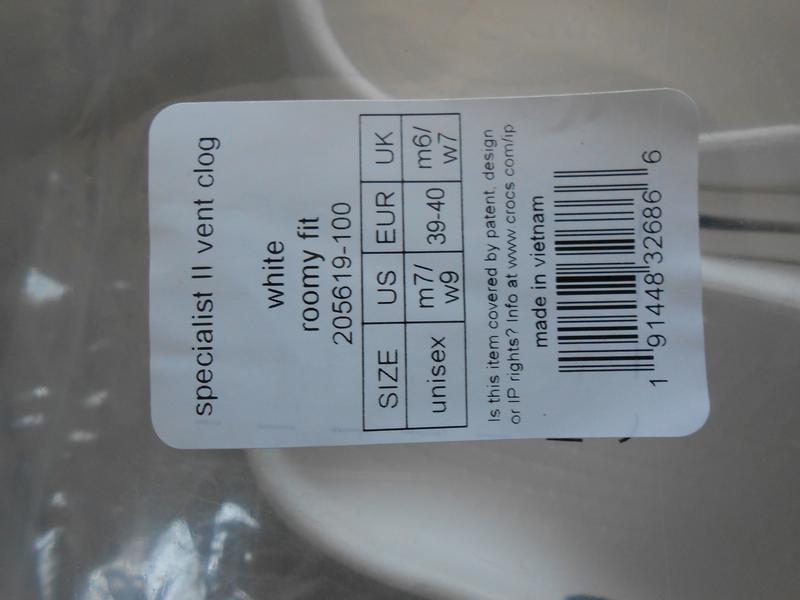 specialist II vent clog
white
roomy fit
205619-100
SIZE US EUR UK
unisex m7/ w9 39-40 m6/ w7
Is this item covered by patent, design
or IP rights? Info at www crocs com/ip
made in vietnam
1 91448 32686 6